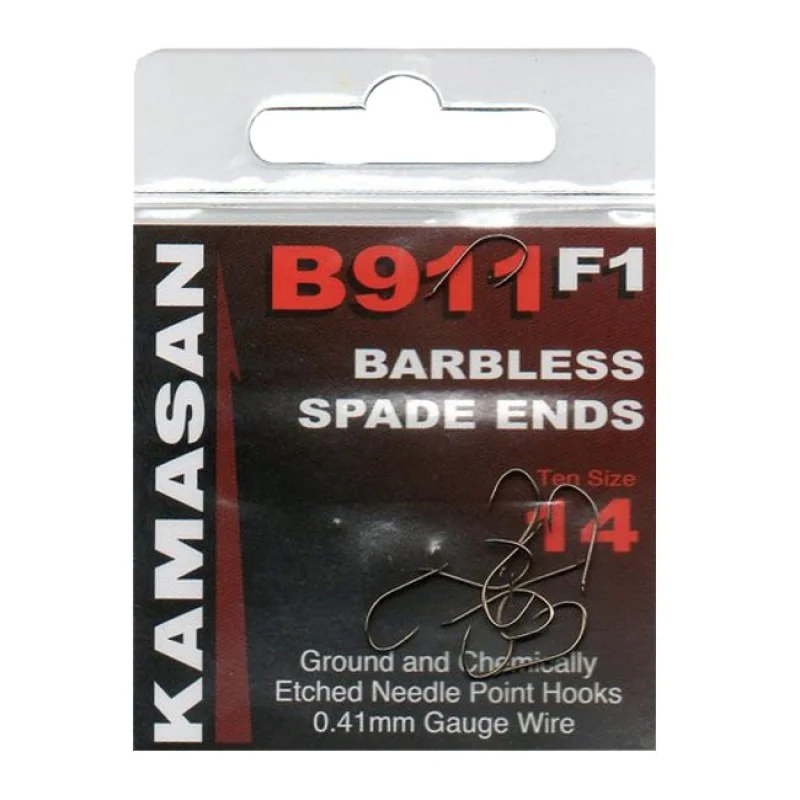 KAMASAN
B911 F1
BARBLESS
SPADE ENDS
Ten Size
14
Ground and Chemically
Etched Needle Point Hooks
0.41mm Gauge Wire